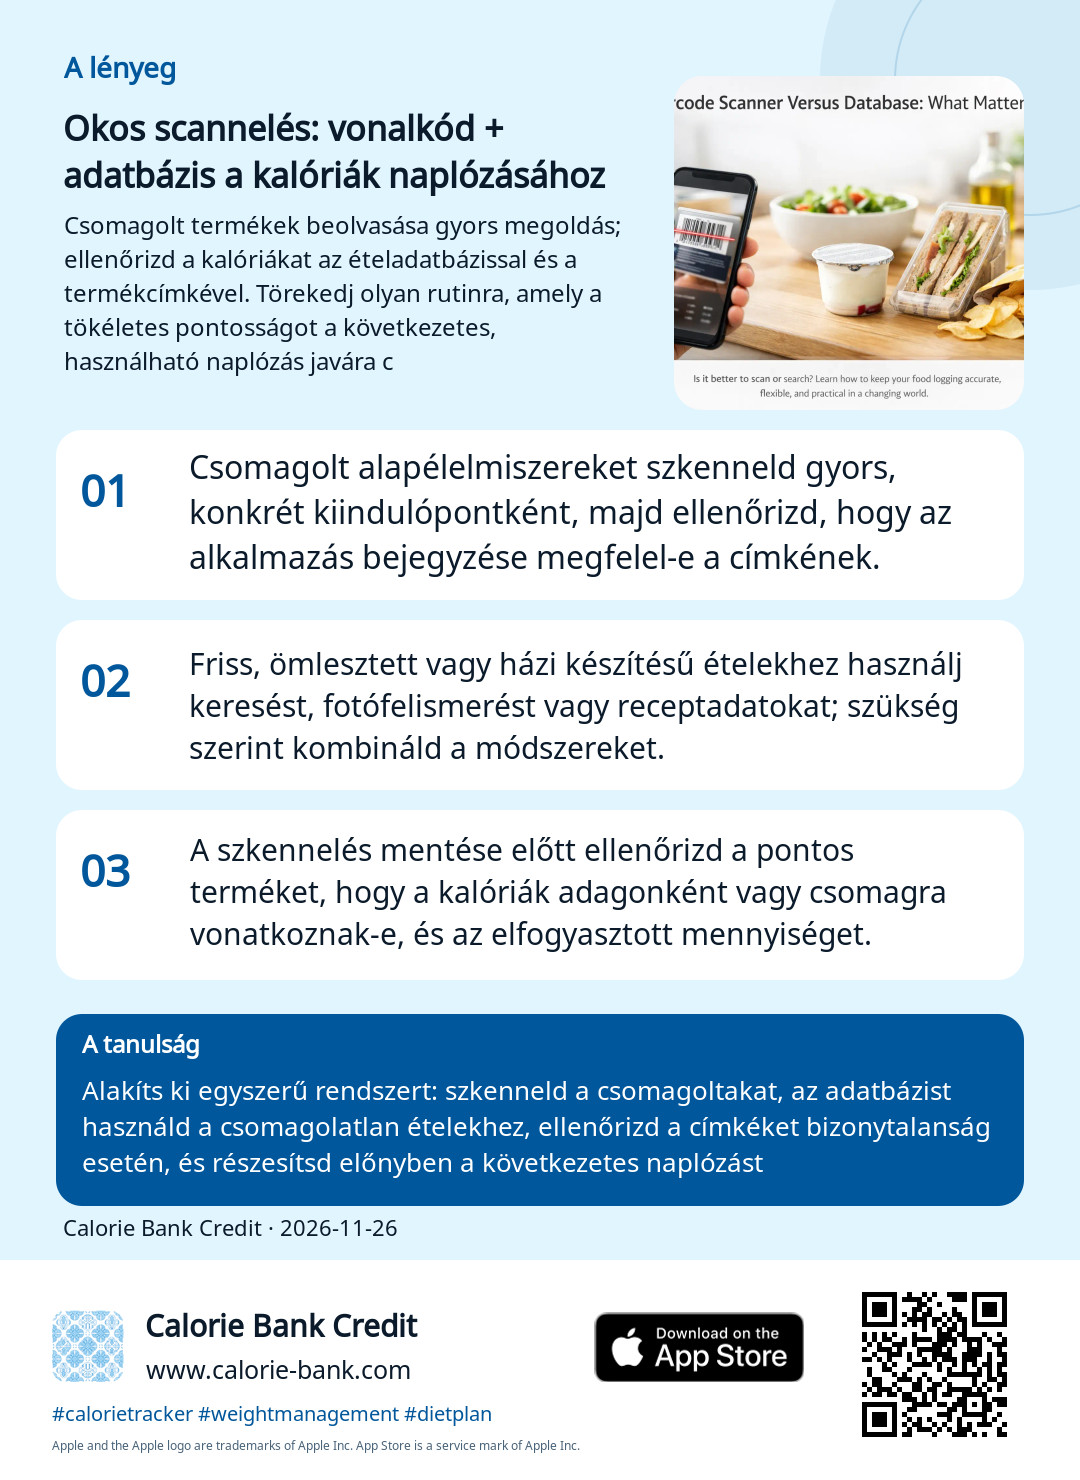 A lényeg
Okos scannelés: vonalkód +
adatbázis a kalóriák naplózásához
Csomagolt termékek beolvasása gyors megoldás;
ellenőrizd a kalóriákat az ételadatbázissal és a
termékcímkével. Törekedj olyan rutinra, amely a
tökéletes pontosságot a következetes,
használható naplózás javára c
rcode Scanner Versus Database: What Matter
Is it better to scan or search? Learn how to keep your food logging accurate,
flexible, and practical in a changing world.
01
Csomagolt alapélelmiszereket szkenneld gyors,
konkrét kiindulópontként, majd ellenőrizd, hogy az
alkalmazás bejegyzése megfelel-e a címkének.
02
Friss, ömlesztett vagy házi készítésű ételekhez használj
keresést, fotófelismerést vagy receptadatokat; szükség
szerint kombináld a módszereket.
03
A szkennelés mentése előtt ellenőrizd a pontos
terméket, hogy a kalóriák adagonként vagy csomagra
vonatkoznak-e, és az elfogyasztott mennyiséget.
A tanulság
Alakíts ki egyszerű rendszert: szkenneld a csomagoltakat, az adatbázist
használd a csomagolatlan ételekhez, ellenőrizd a címkéket bizonytalanság
esetén, és részesítsd előnyben a következetes naplózást
Calorie Bank Credit · 2026-11-26
Calorie Bank Credit
www.calorie-bank.com
Download on the
App Store
#calorietracker #weightmanagement #dietplan
Apple and the Apple logo are trademarks of Apple Inc. App Store is a service mark of Apple Inc.